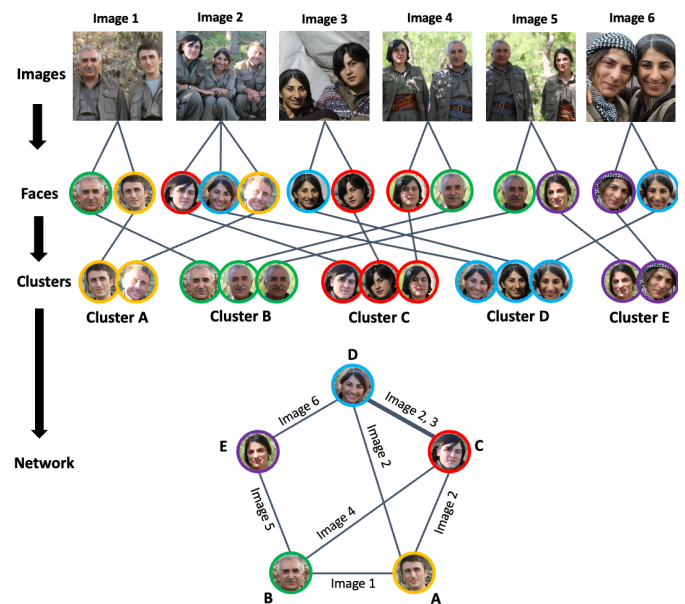 Image 1
Image 2
Image 3
Image 4
Image 5
Image 6
Images
Faces
Clusters
Cluster A
Cluster B
Cluster C
Cluster D
Cluster E
Network
D
Image 6
Image 2, 3
E
Image 2
C
Image 5
Image 4
Image 2
Image 1
B
A